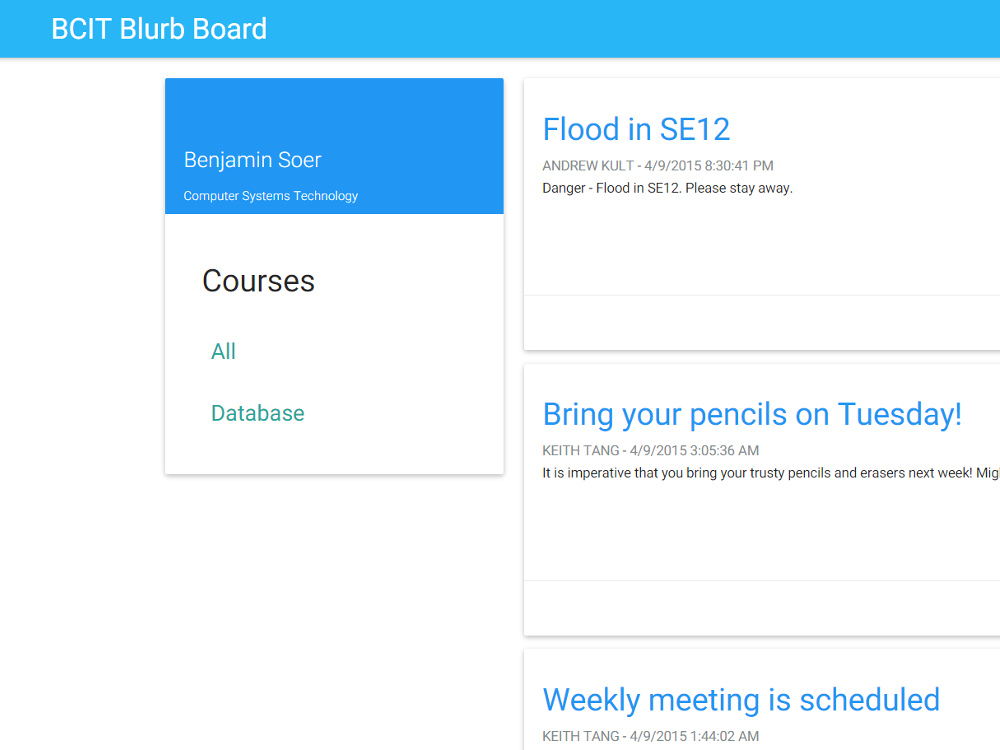 BCIT Blurb Board
Benjamin Soer
Computer Systems Technology
Courses
All
Database
Flood in SE12
ANDREW KULT - 4/9/2015 8:30:41 PM
Danger - Flood in SE12. Please stay away.
Bring your pencils on Tuesday!
KEITH TANG - 4/9/2015 3:05:36 AM
It is imperative that you bring your trusty pencils and erasers next week!
Weekly meeting is scheduled
KEITH TANG - 4/9/2015 1:44:02 AM